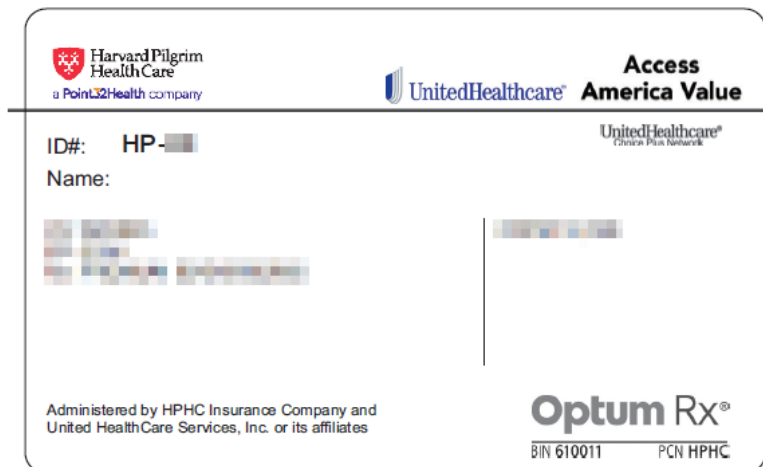 Harvard Pilgrim
Health Care
a Point32Health company
UnitedHealthcare®
Access
America Value
UnitedHealthcare®
Choice Plus Network
ID#: HP-
Name:
Administered by HPHC Insurance Company and
United HealthCare Services, Inc. or its affiliates
Optum Rx®
BIN 610011 PCN HPHC